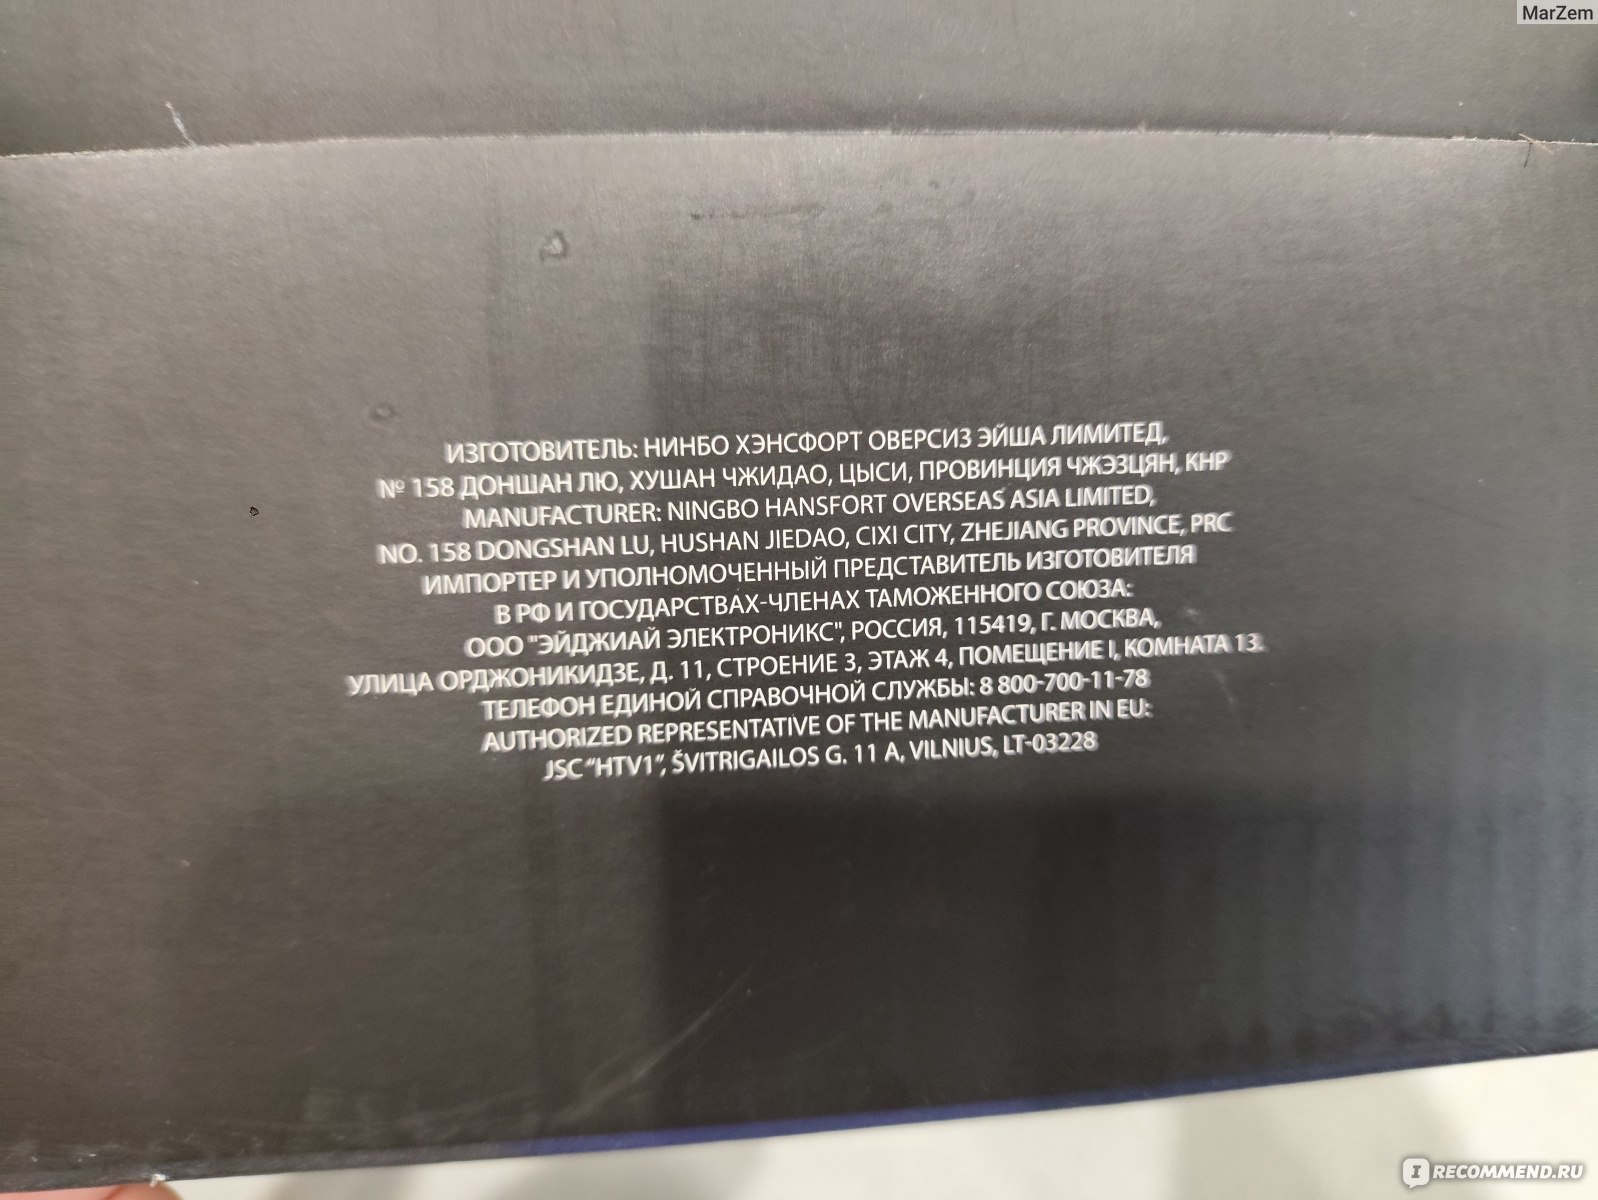 MarZem
ИЗГОТОВИТЕЛЬ: НИНБО ХЭНСФОРТ ОВЕРСИЗ ЭЙША ЛИМИТЕД,
№ 158 ДОНШАН ЛЮ, ХУШАН ЧЖИДАО, ЦЫСИ, ПРОВИНЦИЯ ЧЖЭЗЦЯН, КНР
MANUFACTURER: NINGBO HANSFORT OVERSEAS ASIA LIMITED,
NO. 158 DONGSHAN LU, HUSHAN JIEDAO, CIXI CITY, ZHEJIANG PROVINCE, PRC
ИМПОРТЕР И УПОЛНОМОЧЕННЫЙ ПРЕДСТАВИТЕЛЬ ИЗГОТОВИТЕЛЯ
В РФ И ГОСУДАРСТВАХ-ЧЛЕНАХ ТАМОЖЕННОГО СОЮЗА:
ООО "ЭЙДЖИАЙ ЭЛЕКТРОНИКС", РОССИЯ, 115419, Г. МОСКВА,
УЛИЦА ОРДЖОНИКИДЗЕ, Д. 11, СТРОЕНИЕ 3, ЭТАЖ 4, ПОМЕЩЕНИЕ I, КОМНАТА 13.
ТЕЛЕФОН ЕДИНОЙ СПРАВОЧНОЙ СЛУЖБЫ: 8 800-700-11-78
AUTHORIZED REPRESENTATIVE OF THE MANUFACTURER IN EU:
JSC “HTV1”, ŠVITRIGAILOS G. 11 A, VILNIUS, LT-03228
IRECOMMEND.RU